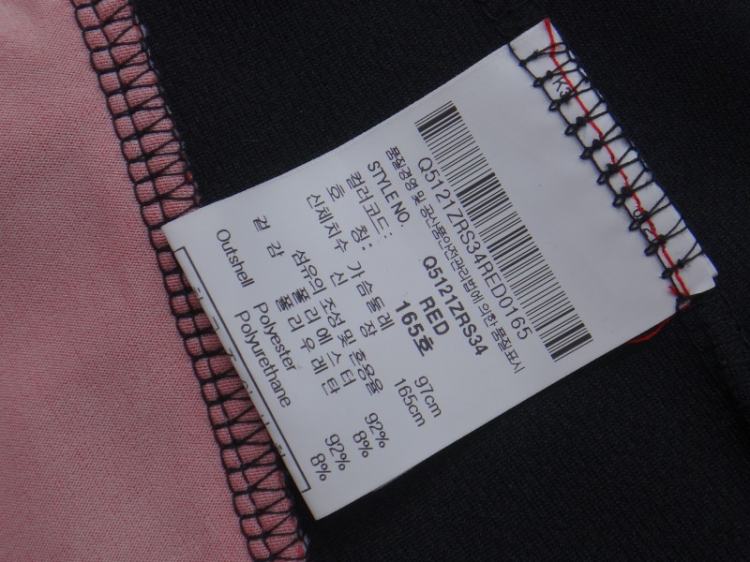 Q5121ZRS34RED0165
품질경영 및 공산품안전관리법에 의한 품질표시
STYLE NO. Q5121ZRS34
컬러코드: RED
호 칭: 165호
신체치수 가슴둘레 97cm
신 장 165cm
섬유의 조성 및 혼용율
겉 감 폴 리 에 스 터 92%
폴 리 우 레 탄 8%
Outshell Polyester 92%
Polyurethane 8%